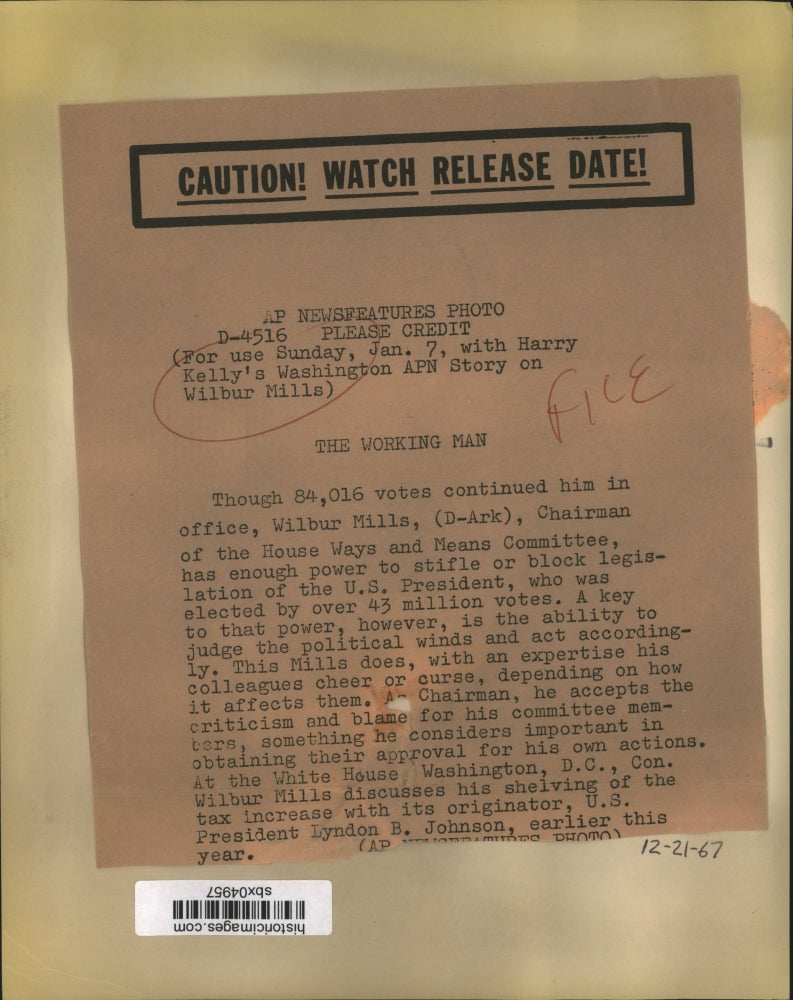 CAUTION! WATCH RELEASE DATE!
AP NEWSFEATURES PHOTO
D-4516 PLEASE CREDIT
(For use Sunday, Jan. 7, with Harry
Kelly's Washington APN Story on
Wilbur Mills)
FILE
THE WORKING MAN
Though 84,016 votes continued him in
office, Wilbur Mills, (D-Ark), Chairman
of the House Ways and Means Committee,
has enough power to stifle or block legis-
lation of the U.S. President, who was
elected by over 43 million votes. A key
to that power, however, is the ability to
judge the political winds and act according-
ly. This Mills does, with an expertise his
colleagues cheer or curse, depending on how
it affects them. As Chairman, he accepts the
criticism and blame for his committee mem-
bers, something he considers important in
obtaining their approval for his own actions.
At the White House, Washington, D.C., Con.
Wilbur Mills discusses his shelving of the
tax increase with its originator, U.S.
President Lyndon B. Johnson, earlier this
year. (AP NEWSFEATURES PHOTO)
12-21-67
sbx04957
historicimages.com